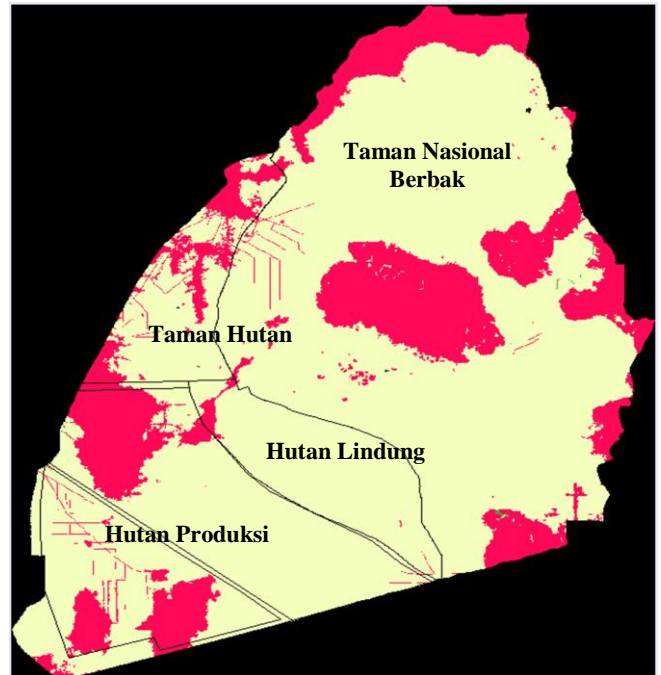 Taman Nasional
Berbak
Taman Hutan
Hutan Lindung
Hutan Produksi